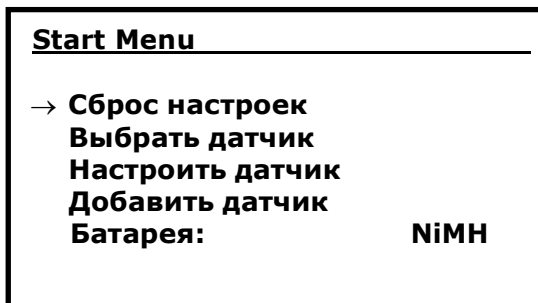 Start Menu
→ Сброс настроек
Выбрать датчик
Настроить датчик
Добавить датчик
Батарея: NiMH